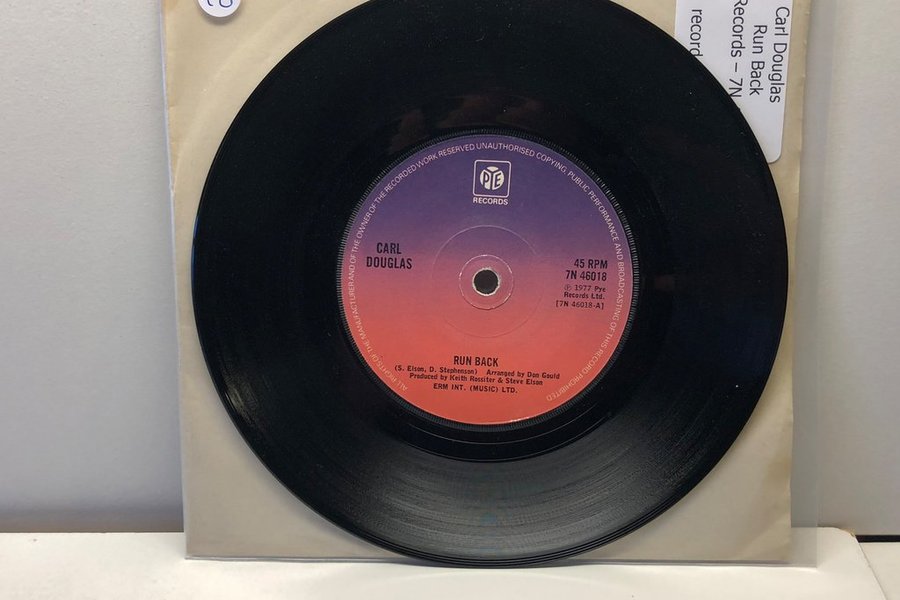 Carl Douglas
Run Back
Records – 7N
record
ALL RIGHTS OF THE MANUFACTURER AND OF THE OWNER OF THE RECORDED WORK RESERVED UNAUTHORISED COPYING, PUBLIC PERFORMANCE AND BROADCASTING OF THIS RECORD PROHIBITED
PYE
RECORDS
CARL
DOUGLAS
45 RPM
7N 46018
℗ 1977 Pye
Records Ltd.
[7N 46018-A]
RUN BACK
(S. Elson, D. Stephenson) Arranged by Don Gould
Produced by Keith Rossiter & Steve Elson
ERM INT. (MUSIC) LTD.